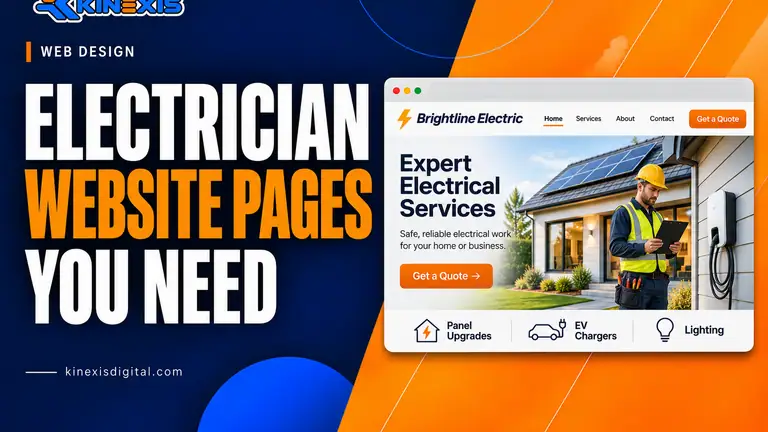 KINEXIS
WEB DESIGN
ELECTRICIAN
WEBSITE PAGES
YOU NEED
kinexisdigital.com
Brightline Electric
Home
Services
About
Contact
Get a Quote
Expert
Electrical
Services
Safe, reliable electrical work
for your home or business.
Get a Quote →
Panel
Upgrades
EV
Chargers
Lighting